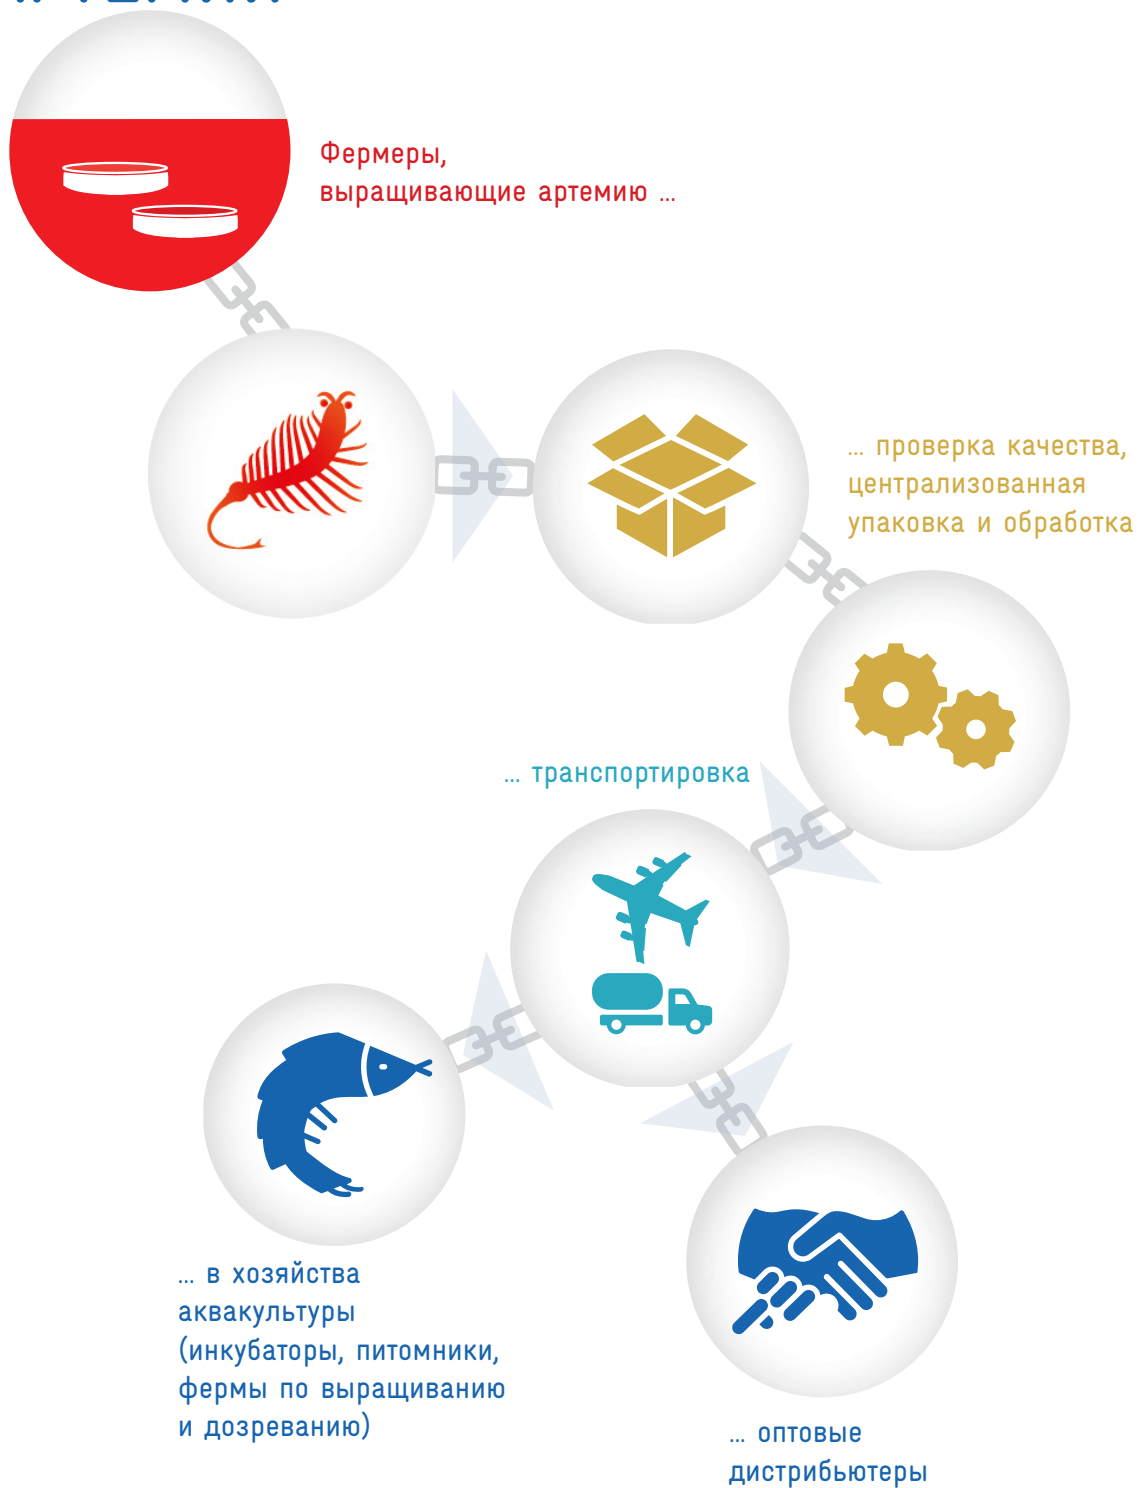 Фермеры,
выращивающие артемию ...
... проверка качества,
централизованная
упаковка и обработка
... транспортировка
... в хозяйства
аквакультуры
(инкубаторы, питомники,
фермы по выращиванию
и дозреванию)
... оптовые
дистрибьютеры